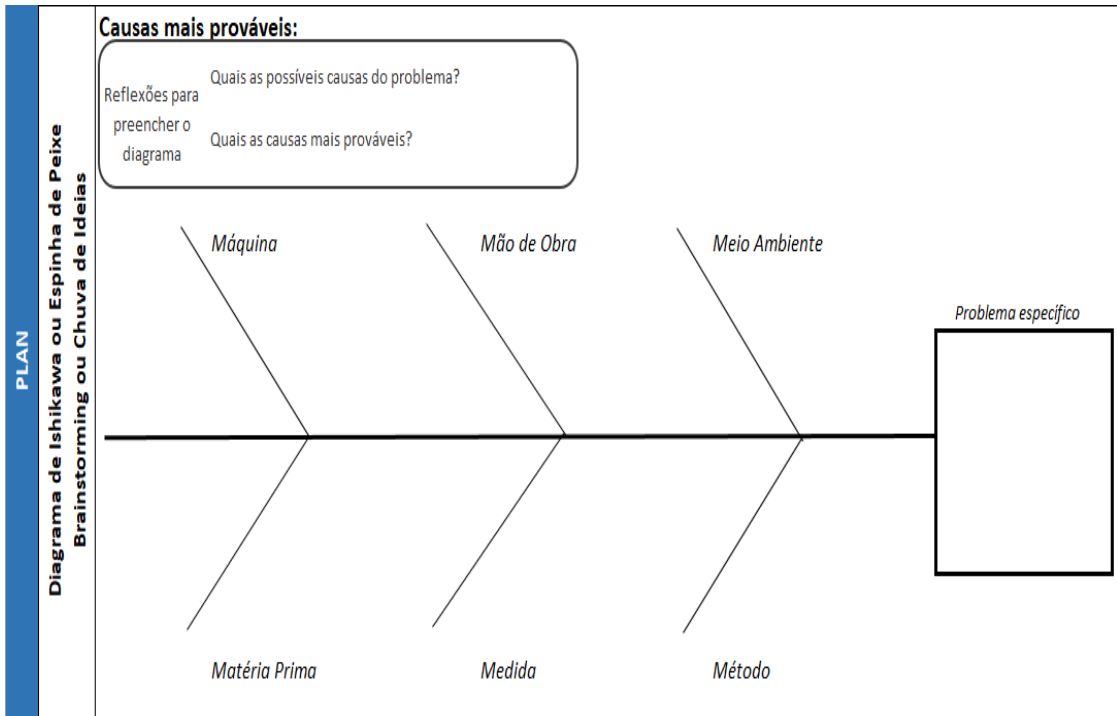 PLAN
Diagrama de Ishikawa ou Espinha de Peixe
Brainstorming ou Chuva de Ideias
Causas mais prováveis:
Reflexões para
preencher o
diagrama
Quais as possíveis causas do problema?
Quais as causas mais prováveis?
Máquina
Mão de Obra
Meio Ambiente
Problema específico
Matéria Prima
Medida
Método